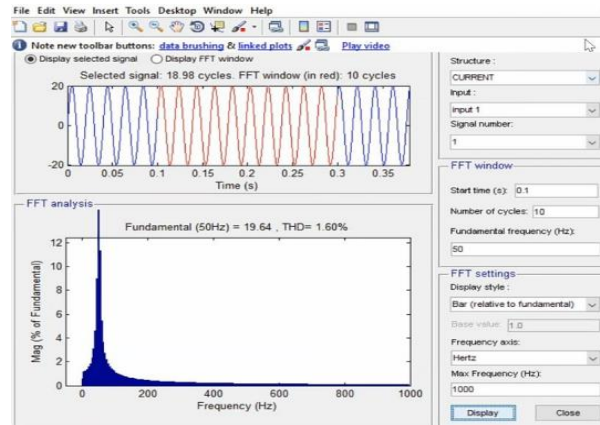 File Edit View Insert Tools Desktop Window Help
Note new toolbar buttons: data brushing & linked plots Play video
Display selected signal Display FFT window
Selected signal: 18.98 cycles. FFT window (in red): 10 cycles
20
0
-20
0 0.05 0.1 0.15 0.2 0.25 0.3 0.35
Time (s)
FFT analysis
Fundamental (50Hz) = 19.64 , THD= 1.60%
12
10
8
6
4
2
0
Mag (% of Fundamental)
0 200 400 600 800 1000
Frequency (Hz)
Structure :
CURRENT
Input :
input 1
Signal number:
1
FFT window
Start time (s): 0.1
Number of cycles: 10
Fundamental frequency (Hz):
50
FFT settings
Display style :
Bar (relative to fundamental)
Base value: 1.0
Frequency axis:
Hertz
Max Frequency (Hz):
1000
Display Close